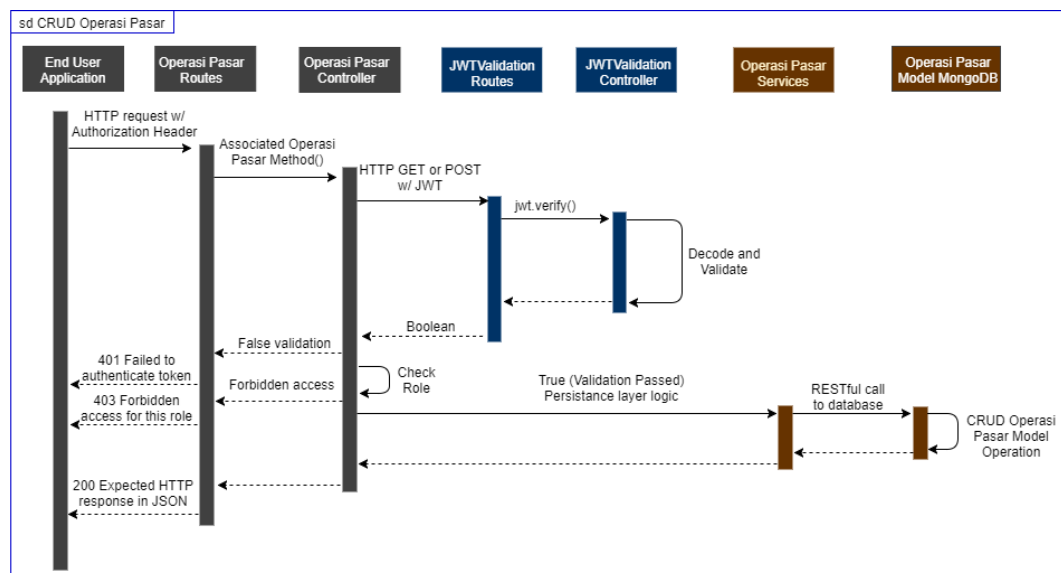 sd CRUD Operasi Pasar
End User
Application
Operasi Pasar
Routes
Operasi Pasar
Controller
JWTValidation
Routes
JWTValidation
Controller
Operasi Pasar
Services
Operasi Pasar
Model MongoDB
HTTP request w/
Authorization Header
Associated Operasi
Pasar Method()
HTTP GET or POST
w/ JWT
jwt.verify()
Decode and
Validate
Boolean
False validation
401 Failed to
authenticate token
Check
Role
Forbidden access
403 Forbidden
access for this role
True (Validation Passed)
Persistance layer logic
RESTful call
to database
CRUD Operasi
Pasar Model
Operation
200 Expected HTTP
response in JSON